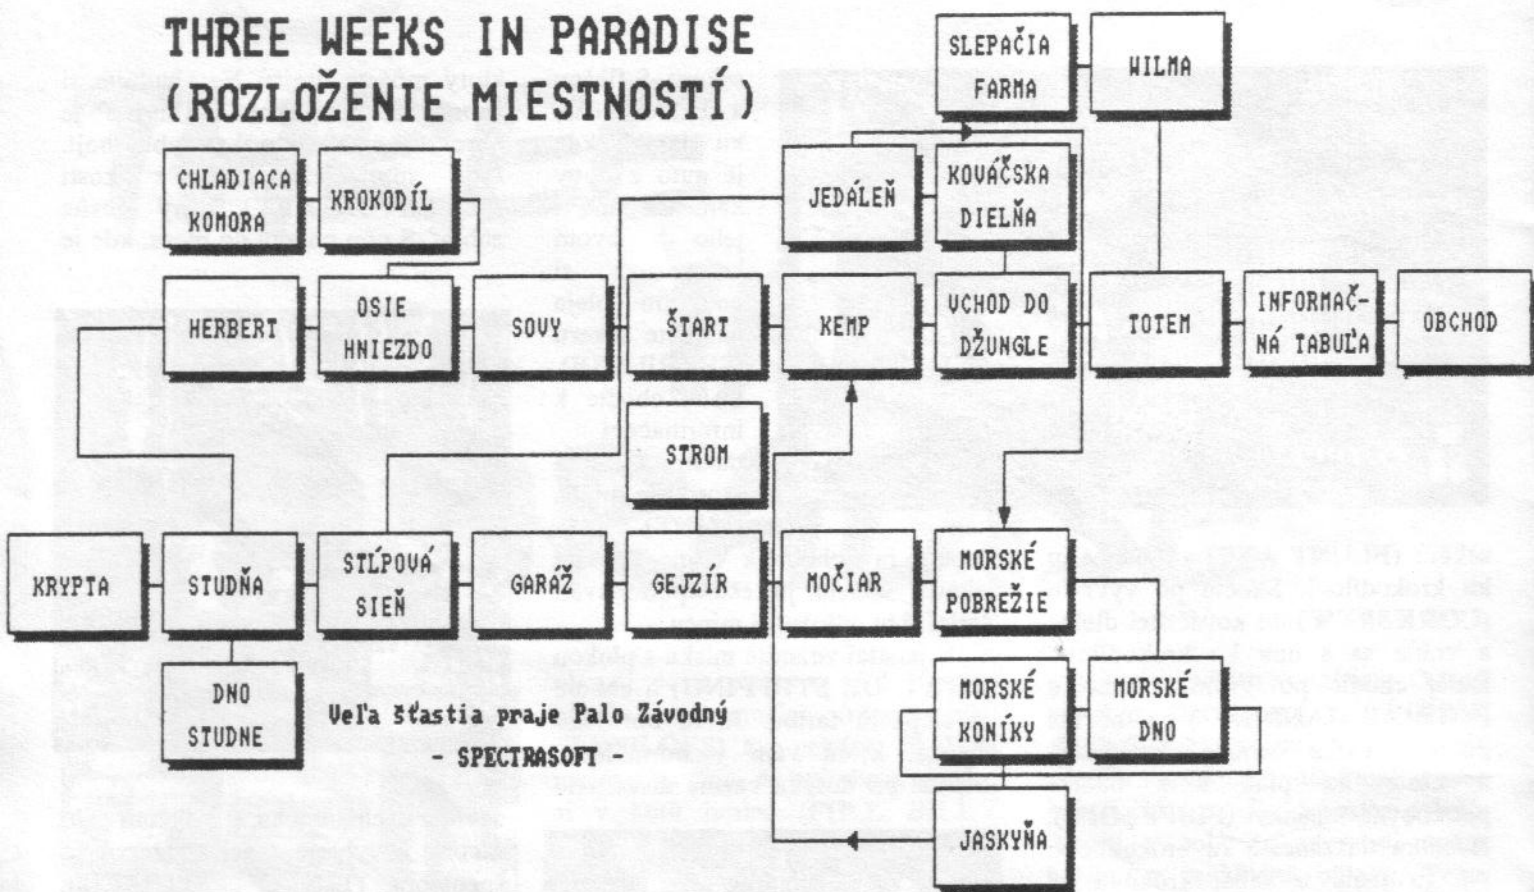 THREE WEEKS IN PARADISE
(ROZLOŽENIE MIESTNOSTÍ)
SLEPAČIA
FARMA
WILMA
CHLADIACA
KOMORA
KROKODÍL
JEDÁLEŇ
KOVÁČSKA
DIELŇA
HERBERT
OSIE
HNIEZDO
SOVY
ŠTART
KEMP
VCHOD DO
DŽUNGLE
TOTEM
INFORMAČ-
NÁ TABUĽA
OBCHOD
STROM
KRYPTA
STUDŇA
STĹPOVÁ
SIEŇ
GARÁŽ
GEJZÍR
MOČIAR
MORSKÉ
POBREŽIE
DNO
STUDNE
MORSKÉ
KONÍKY
MORSKÉ
DNO
JASKYŇA
Veľa šťastia praje Palo Závodný
- SPECTRASOFT -